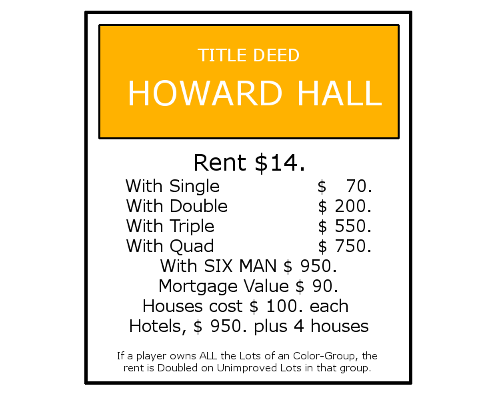 TITLE DEED
HOWARD HALL
Rent $14.
With Single $ 70.
With Double $ 200.
With Triple $ 550.
With Quad $ 750.
With SIX MAN $ 950.
Mortgage Value $ 90.
Houses cost $ 100. each
Hotels, $ 950. plus 4 houses
If a player owns ALL the Lots of an Color-Group, the
rent is Doubled on Unimproved Lots in that group.